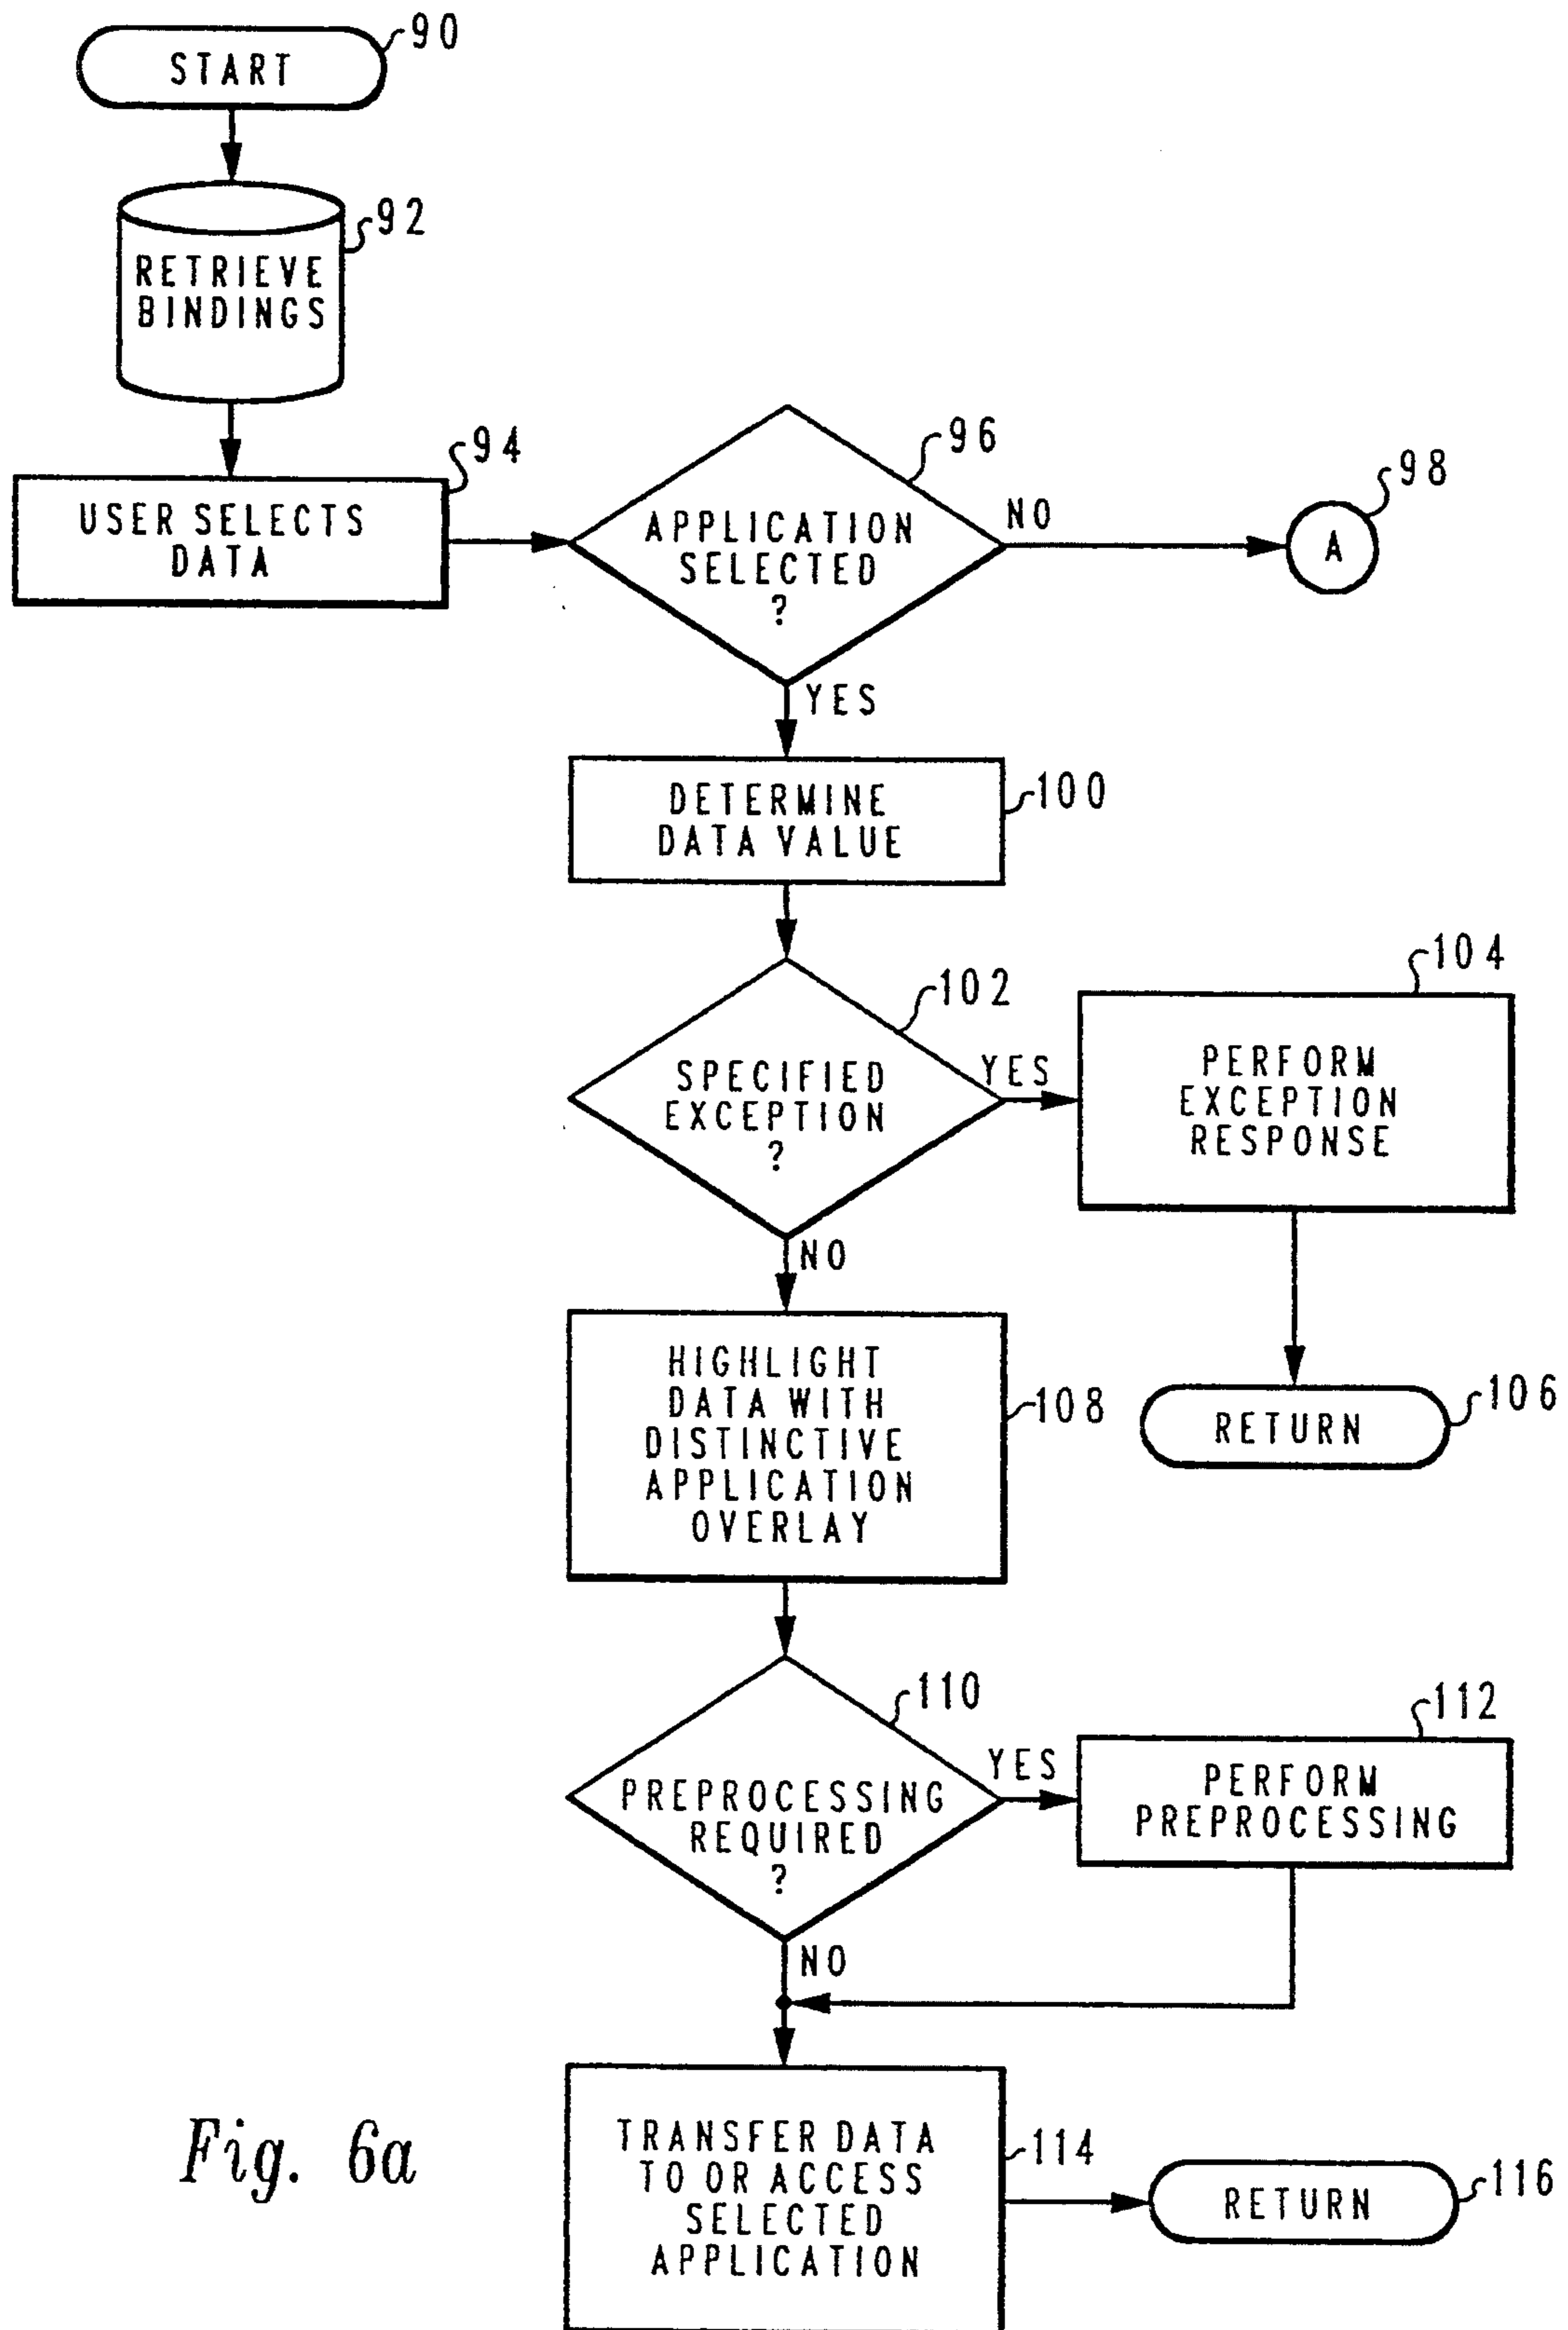 START
90
RETRIEVE
BINDINGS
92
USER SELECTS
DATA
94
APPLICATION
SELECTED
?
96
NO
A
98
YES
DETERMINE
DATA VALUE
100
SPECIFIED
EXCEPTION
?
102
YES
PERFORM
EXCEPTION
RESPONSE
104
RETURN
106
NO
HIGHLIGHT
DATA WITH
DISTINCTIVE
APPLICATION
OVERLAY
108
PREPROCESSING
REQUIRED
?
110
YES
PERFORM
PREPROCESSING
112
NO
TRANSFER DATA
TO OR ACCESS
SELECTED
APPLICATION
114
RETURN
116
Fig. 6a